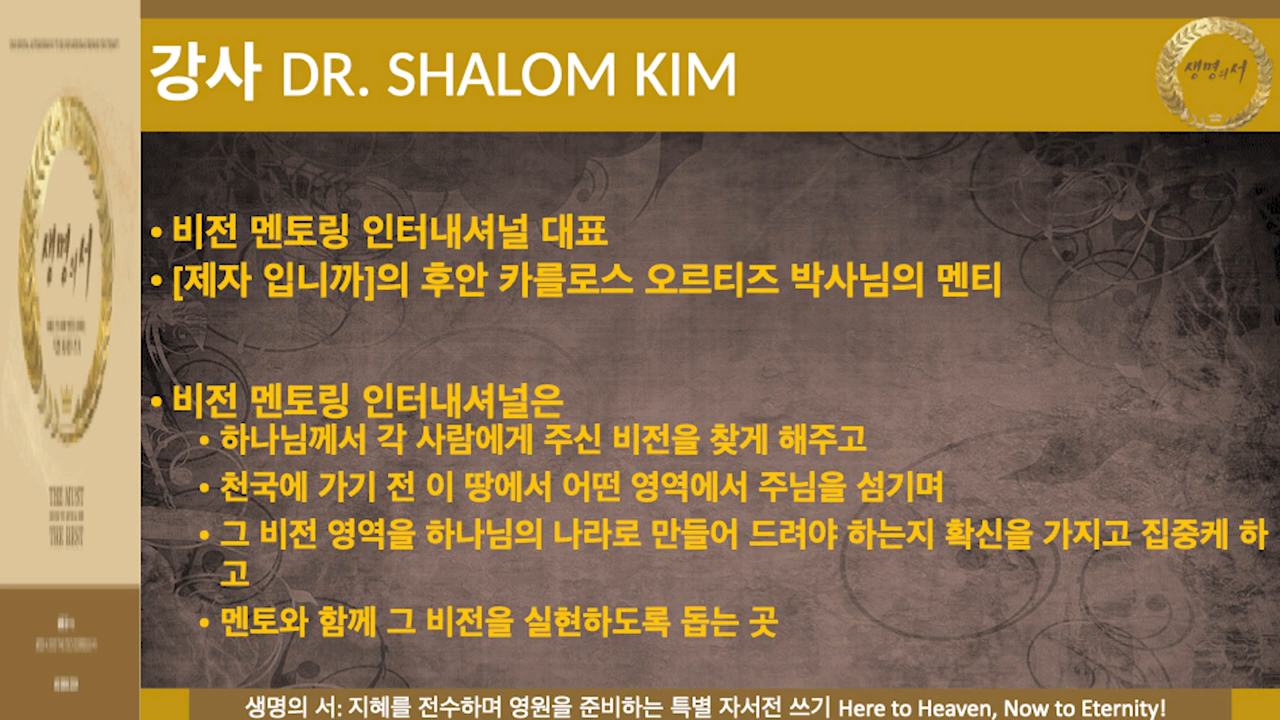 강사 DR. SHALOM KIM
생명의서
• 비전 멘토링 인터내셔널 대표
• [제자 입니까]의 후안 카를로스 오르티즈 박사님의 멘티
• 비전 멘토링 인터내셔널은
• 하나님께서 각 사람에게 주신 비전을 찾게 해주고
• 천국에 가기 전 이 땅에서 어떤 영역에서 주님을 섬기며
• 그 비전 영역을 하나님의 나라로 만들어 드려야 하는지 확신을 가지고 집중케 하
고
• 멘토와 함께 그 비전을 실현하도록 돕는 곳
생명의서
THE MUST
THE BEST
생명의 서: 지혜를 전수하며 영원을 준비하는 특별 자서전 쓰기 Here to Heaven, Now to Eternity!